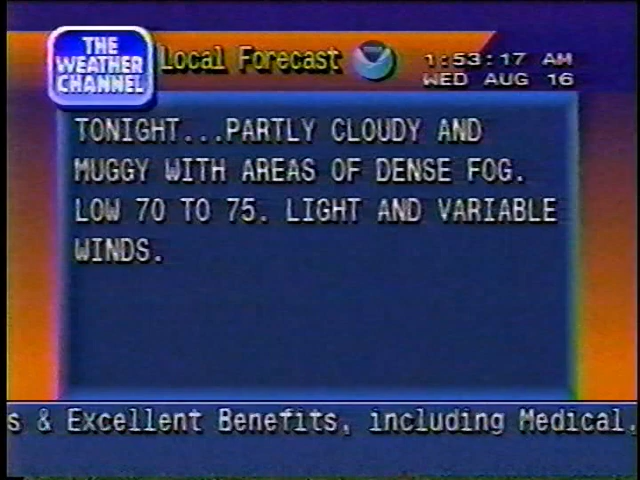 THE
WEATHER
CHANNEL
Local Forecast
1:53:17 AM
WED AUG 16
TONIGHT...PARTLY CLOUDY AND
MUGGY WITH AREAS OF DENSE FOG.
LOW 70 TO 75. LIGHT AND VARIABLE
WINDS.
s & Excellent Benefits, including Medical,